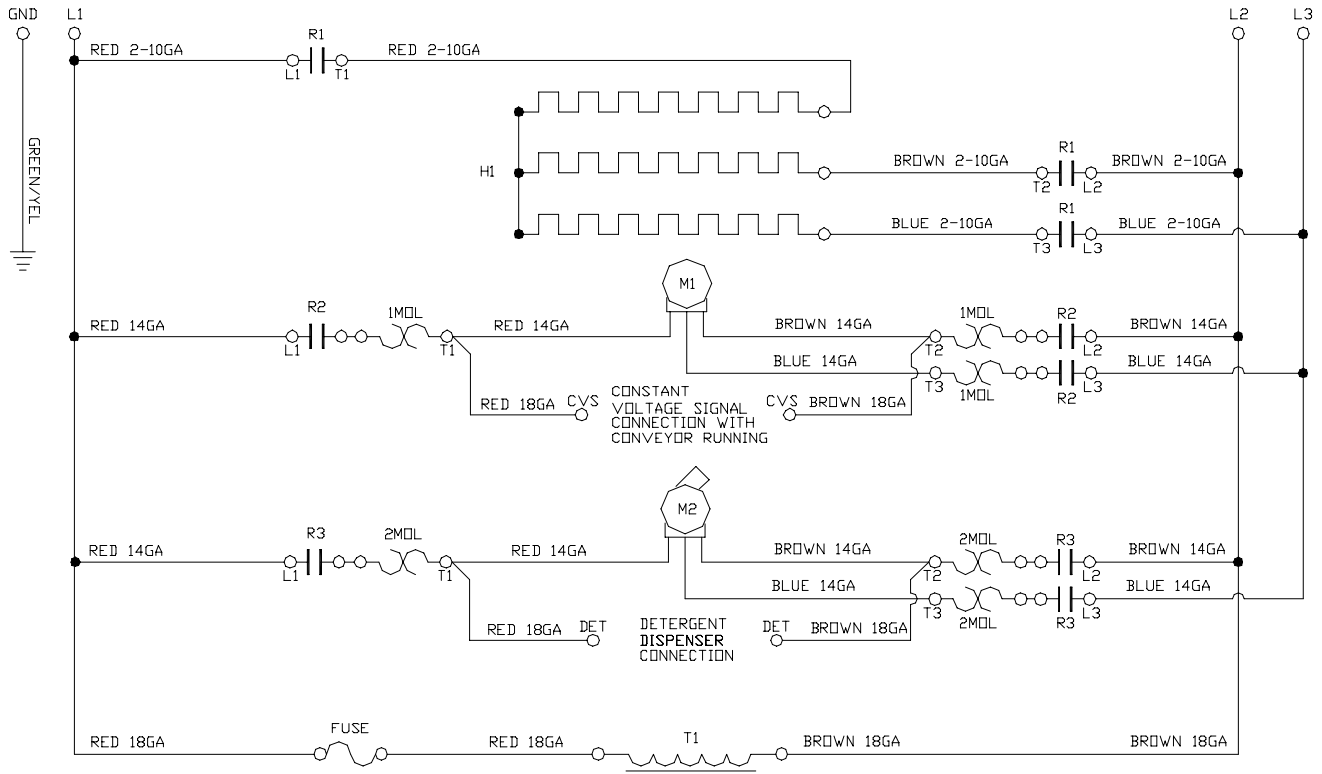 GND L1 L2 L3
R1
RED 2-10GA RED 2-10GA
L1 T1
GREEN/YEL
R1
BROWN 2-10GA BROWN 2-10GA
H1
T2 L2
R1
BLUE 2-10GA BLUE 2-10GA
T3 L3
M1
R2 1MOL 1MOL R2
RED 14GA RED 14GA BROWN 14GA BROWN 14GA
L1 T1 T2 L2
BLUE 14GA BLUE 14GA
T3 L3
1MOL R2
RED 18GA CVS CVS BROWN 18GA
CONSTANT
VOLTAGE SIGNAL
CONNECTION WITH
CONVEYOR RUNNING
M2
R3 2MOL 2MOL R3
RED 14GA RED 14GA BROWN 14GA BROWN 14GA
L1 T1 T2 L2
BLUE 14GA BLUE 14GA
T3 L3
2MOL R3
RED 18GA DET DET BROWN 18GA
DETERGENT
DISPENSER
CONNECTION
FUSE T1
RED 18GA RED 18GA BROWN 18GA BROWN 18GA